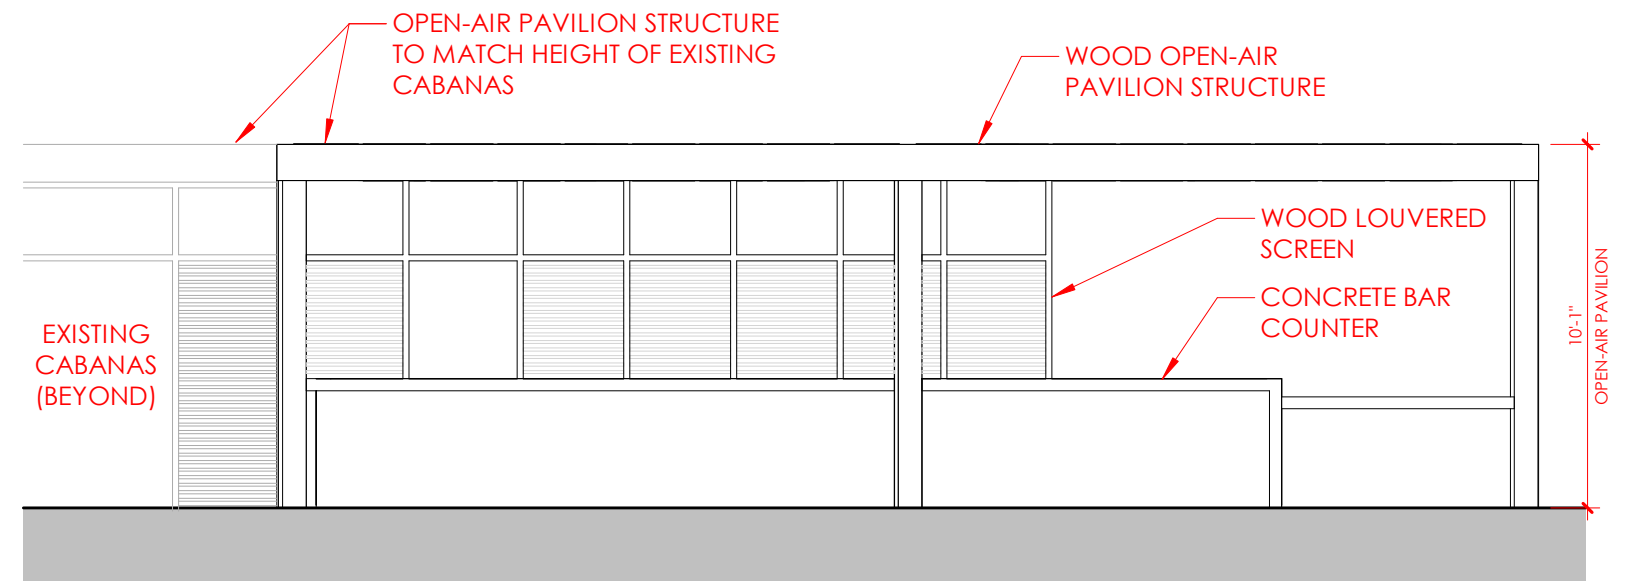 OPEN-AIR PAVILION STRUCTURE
TO MATCH HEIGHT OF EXISTING
CABANAS
WOOD OPEN-AIR
PAVILION STRUCTURE
WOOD LOUVERED
SCREEN
CONCRETE BAR
COUNTER
EXISTING
CABANAS
(BEYOND)
10'-1"
OPEN-AIR PAVILION